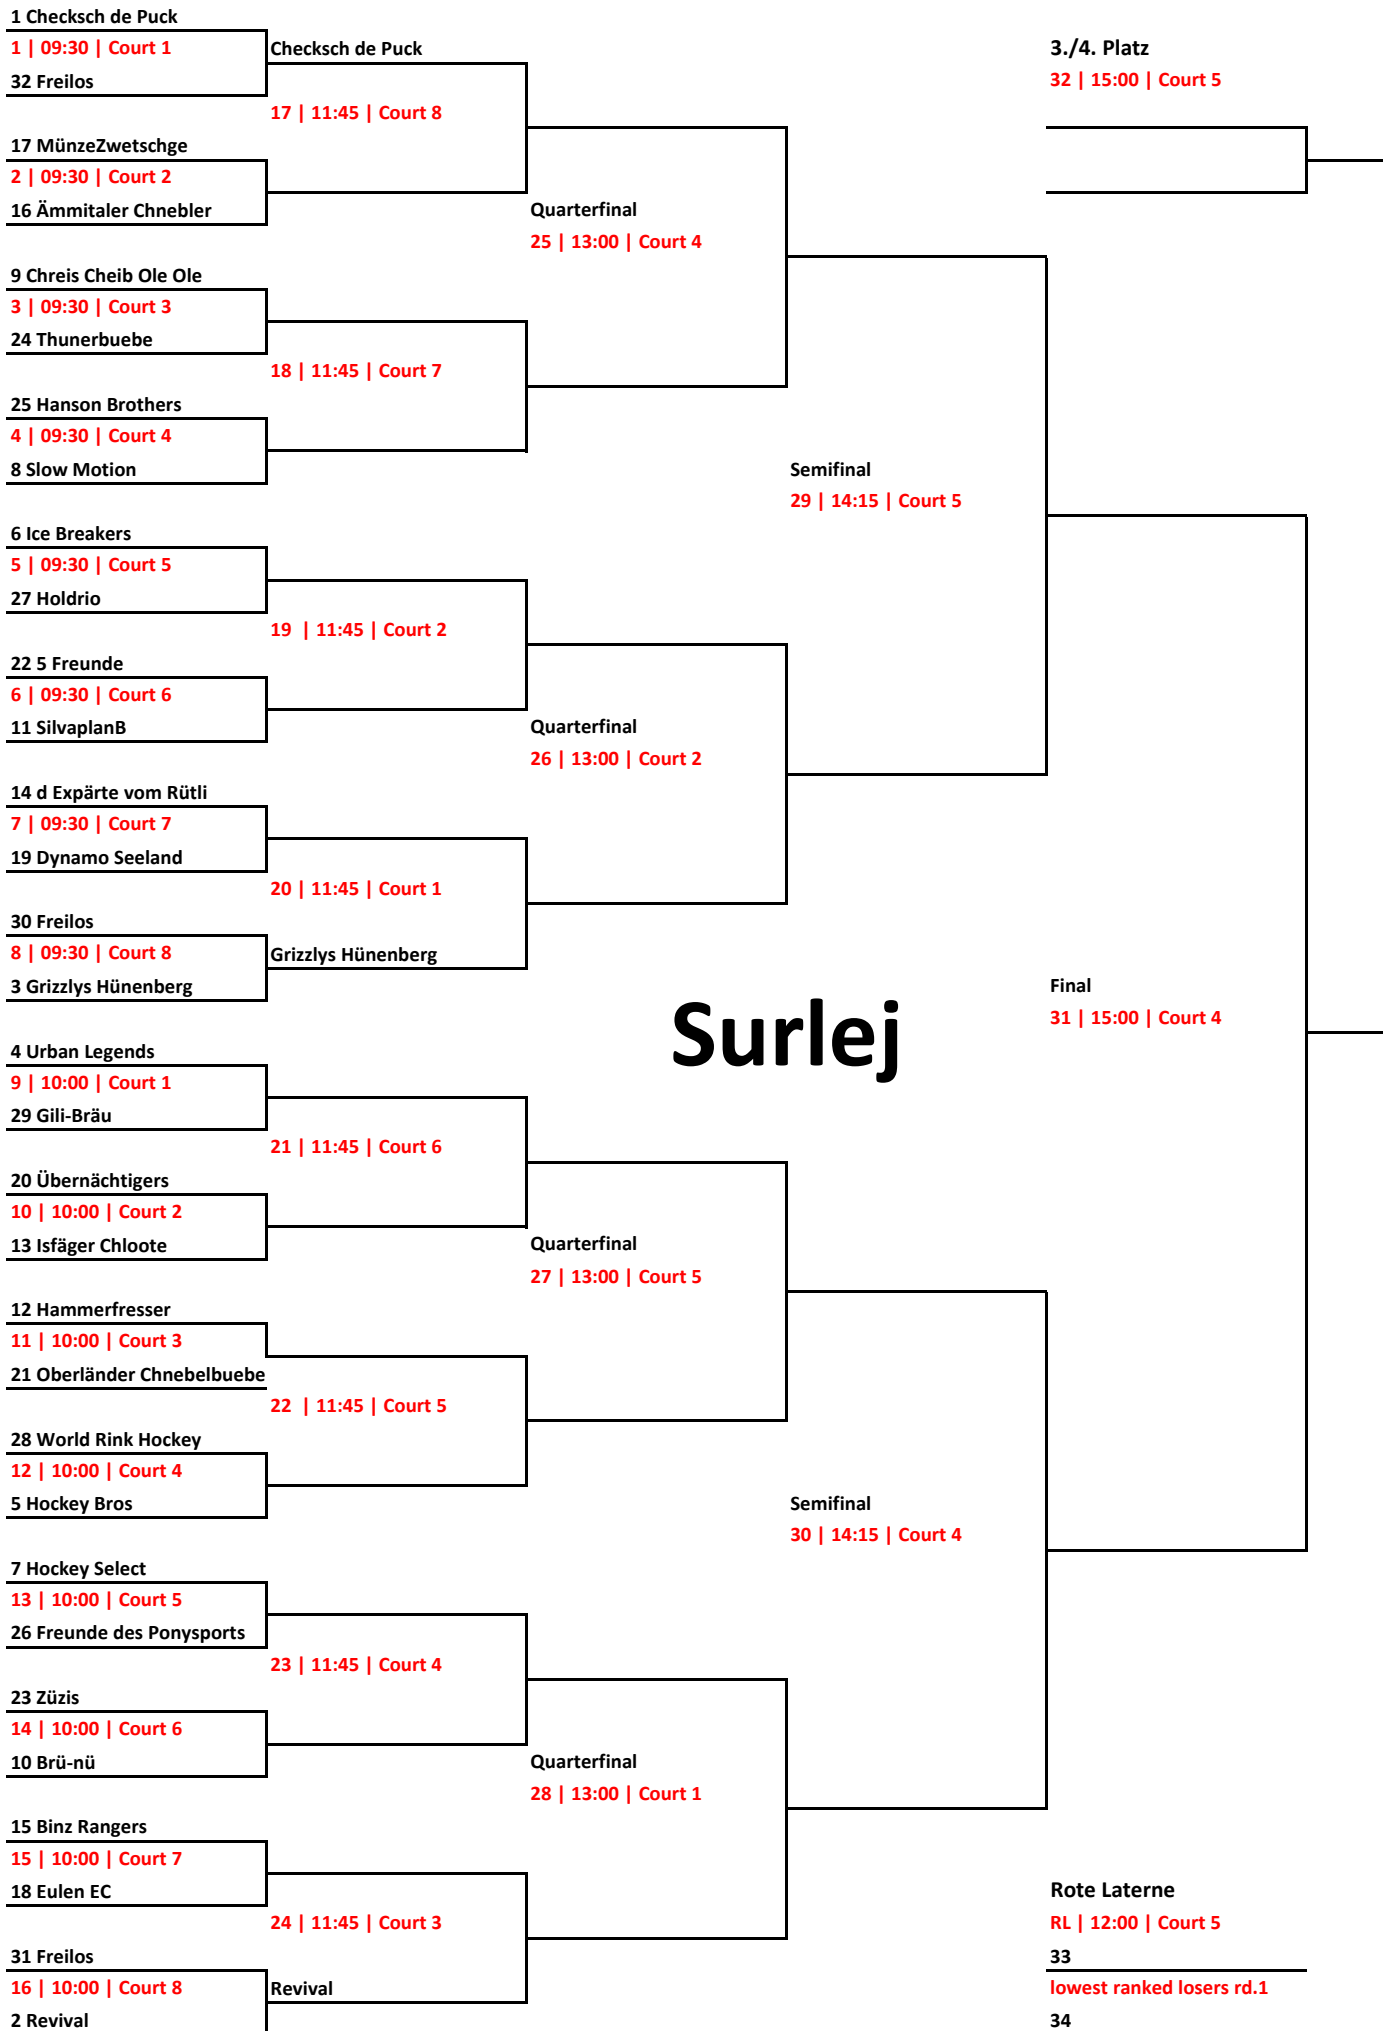 1 Checksch de Puck
1 | 09:30 | Court 1
32 Freilos
17 MünzeZwetschge
2 | 09:30 | Court 2
16 Ämmitaler Chnebler
9 Chreis Cheib Ole Ole
3 | 09:30 | Court 3
24 Thunerbuebe
25 Hanson Brothers
4 | 09:30 | Court 4
8 Slow Motion
6 Ice Breakers
5 | 09:30 | Court 5
27 Holdrio
22 5 Freunde
6 | 09:30 | Court 6
11 SilvaplanB
14 d Expärte vom Rütli
7 | 09:30 | Court 7
19 Dynamo Seeland
30 Freilos
8 | 09:30 | Court 8
3 Grizzlys Hünenberg
4 Urban Legends
9 | 10:00 | Court 1
29 Gili-Bräu
20 Übernächtigers
10 | 10:00 | Court 2
13 Isfäger Chloote
12 Hammerfresser
11 | 10:00 | Court 3
21 Oberländer Chnebelbuebe
28 World Rink Hockey
12 | 10:00 | Court 4
5 Hockey Bros
7 Hockey Select
13 | 10:00 | Court 5
26 Freunde des Ponysports
23 Züzis
14 | 10:00 | Court 6
10 Brü-nü
15 Binz Rangers
15 | 10:00 | Court 7
18 Eulen EC
31 Freilos
16 | 10:00 | Court 8
2 Revival
Checksch de Puck
17 | 11:45 | Court 8
18 | 11:45 | Court 7
19 | 11:45 | Court 2
20 | 11:45 | Court 1
Grizzlys Hünenberg
21 | 11:45 | Court 6
22 | 11:45 | Court 5
23 | 11:45 | Court 4
24 | 11:45 | Court 3
Revival
Quarterfinal
25 | 13:00 | Court 4
Quarterfinal
26 | 13:00 | Court 2
Quarterfinal
27 | 13:00 | Court 5
Quarterfinal
28 | 13:00 | Court 1
Semifinal
29 | 14:15 | Court 5
Surlej
Semifinal
30 | 14:15 | Court 4
3./4. Platz
32 | 15:00 | Court 5
Final
31 | 15:00 | Court 4
Rote Laterne
RL | 12:00 | Court 5
33
lowest ranked losers rd.1
34